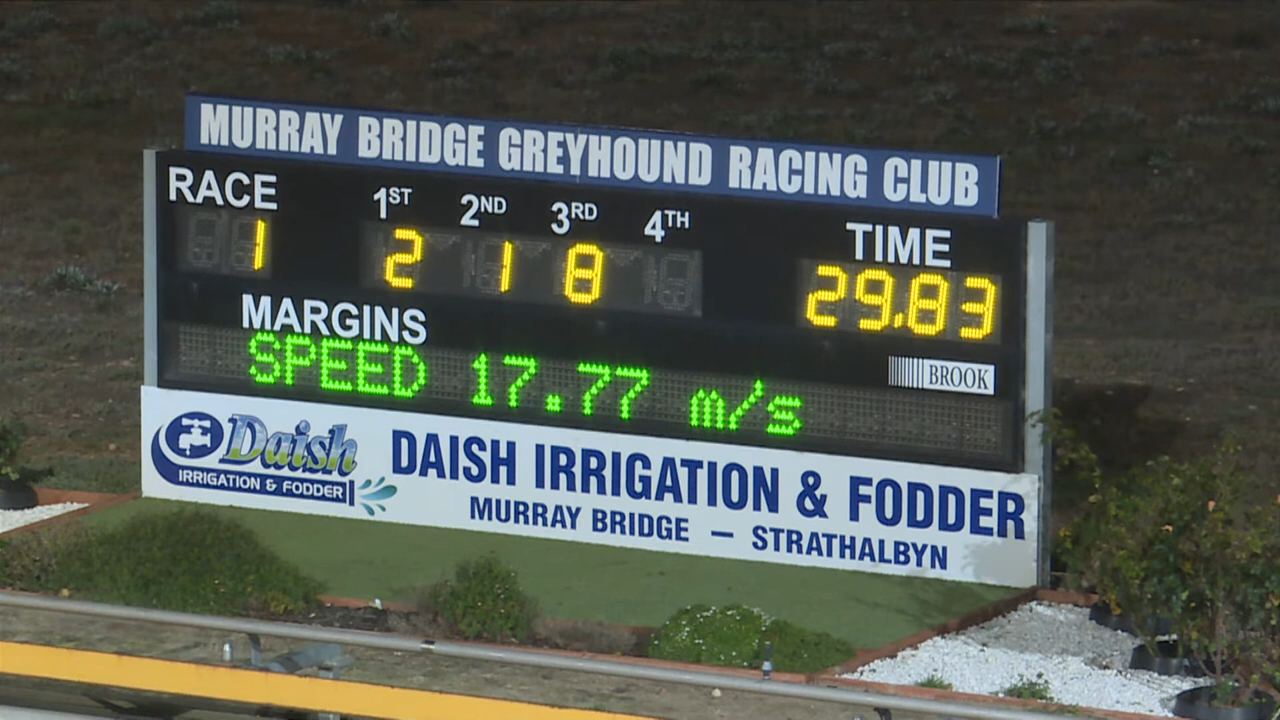 MURRAY BRIDGE GREYHOUND RACING CLUB
RACE 1ST 2ND 3RD 4TH TIME
1 2 1 8 29.83
MARGINS
SPEED 17.77 m/s
BROOK
Daish
IRRIGATION & FODDER
DAISH IRRIGATION & FODDER
MURRAY BRIDGE – STRATHALBYN